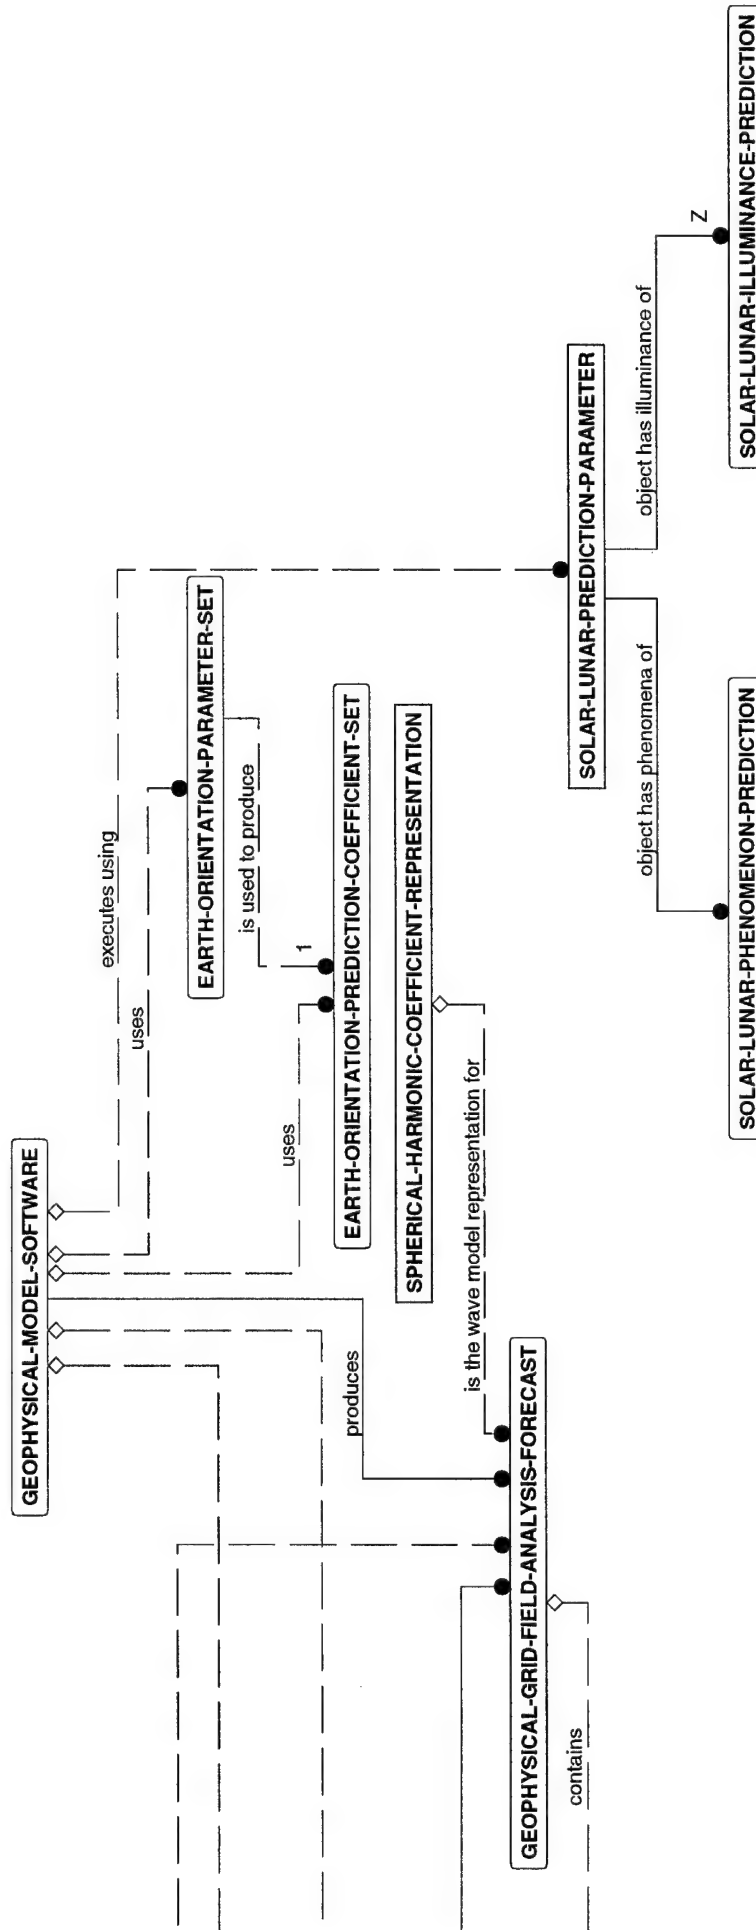 GEOPHYSICAL-MODEL-SOFTWARE
executes using
uses
EARTH-ORIENTATION-PARAMETER-SET
is used to produce
uses
1
EARTH-ORIENTATION-PREDICTION-COEFFICIENT-SET
produces
SPHERICAL-HARMONIC-COEFFICIENT-REPRESENTATION
is the wave model representation for
GEOPHYSICAL-GRID-FIELD-ANALYSIS-FORECAST
contains
SOLAR-LUNAR-PREDICTION-PARAMETER
object has phenomena of
object has illuminance of
Z
SOLAR-LUNAR-PHENOMENON-PREDICTION
SOLAR-LUNAR-ILLUMINANCE-PREDICTION